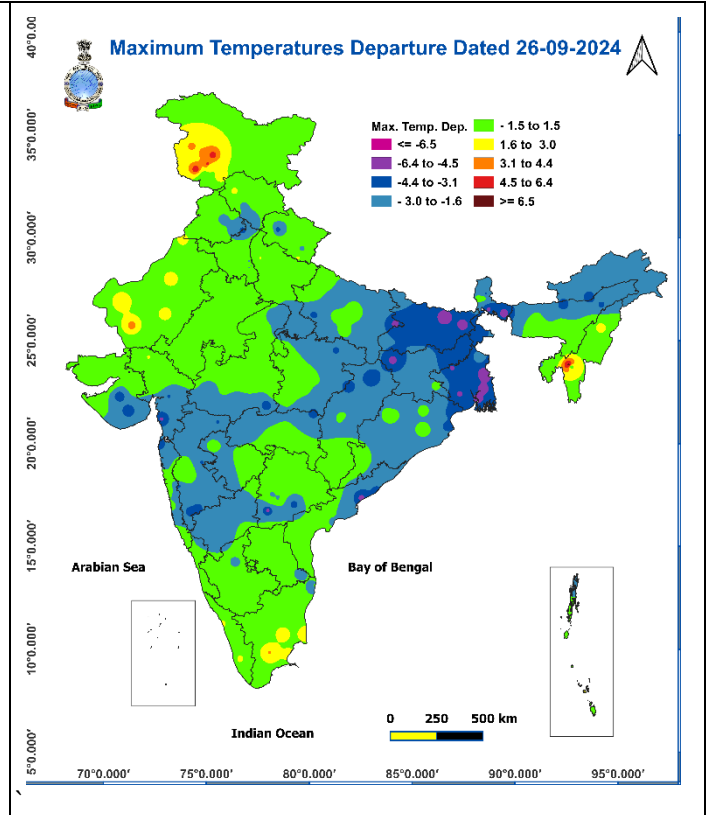 Maximum Temperatures Departure Dated 26-09-2024
Max. Temp. Dep.
<= -6.5
-6.4 to -4.5
-4.4 to -3.1
- 3.0 to -1.6
- 1.5 to 1.5
1.6 to 3.0
3.1 to 4.4
4.5 to 6.4
>= 6.5
40°0.00
35°0.000'
30°0.000'
25°0.000'
20°0.000'
15°0.000'
10°0.000'
5°0.000'
Arabian Sea
Bay of Bengal
Indian Ocean
0 250 500 km
70°0.000' 75°0.000' 80°0.000' 85°0.000' 90°0.000' 95°0.000'
`